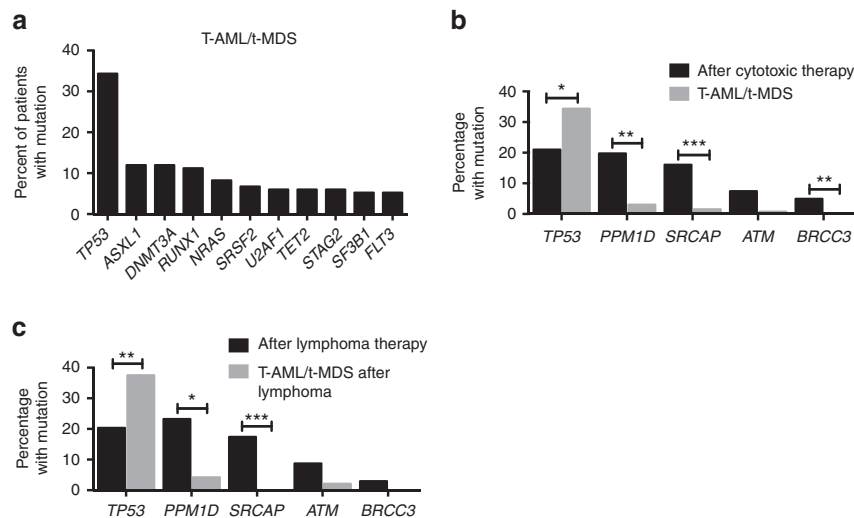 a
T-AML/t-MDS
Percent of patients
with mutation
40
30
20
10
0
TP53
ASXL1
DNMT3A
RUNX1
NRAS
SRSF2
U2AF1
TET2
STAG2
SF3B1
FLT3
b
After cytotoxic therapy
T-AML/t-MDS
Percentage
with mutation
40
30
20
10
0
*
**
***
**
TP53 PPM1D SRCAP ATM BRCC3
c
After lymphoma therapy
T-AML/t-MDS after
lymphoma
Percentage
with mutation
40
30
20
10
0
**
*
***
TP53 PPM1D SRCAP ATM BRCC3